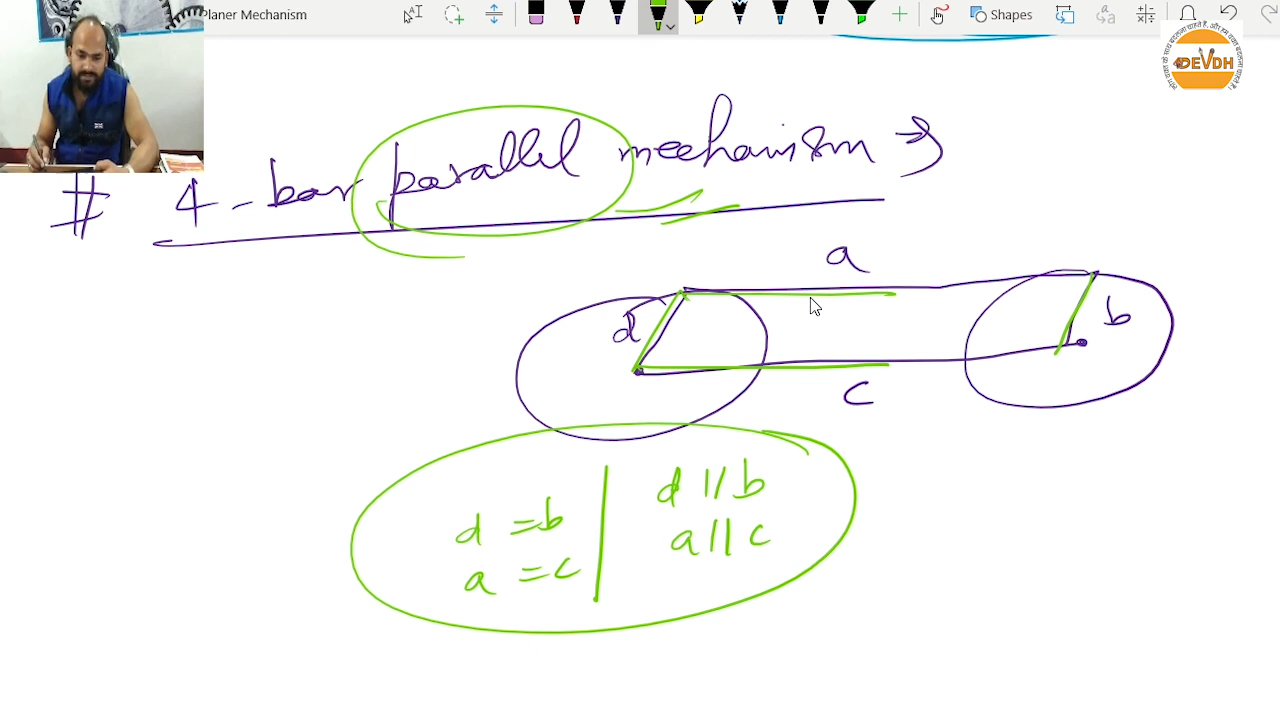 Planer Mechanism
Shapes
DEVDH
# 4-bar parallel mechanism →
a
d
b
c
d = b
a = c
d // b
a // c